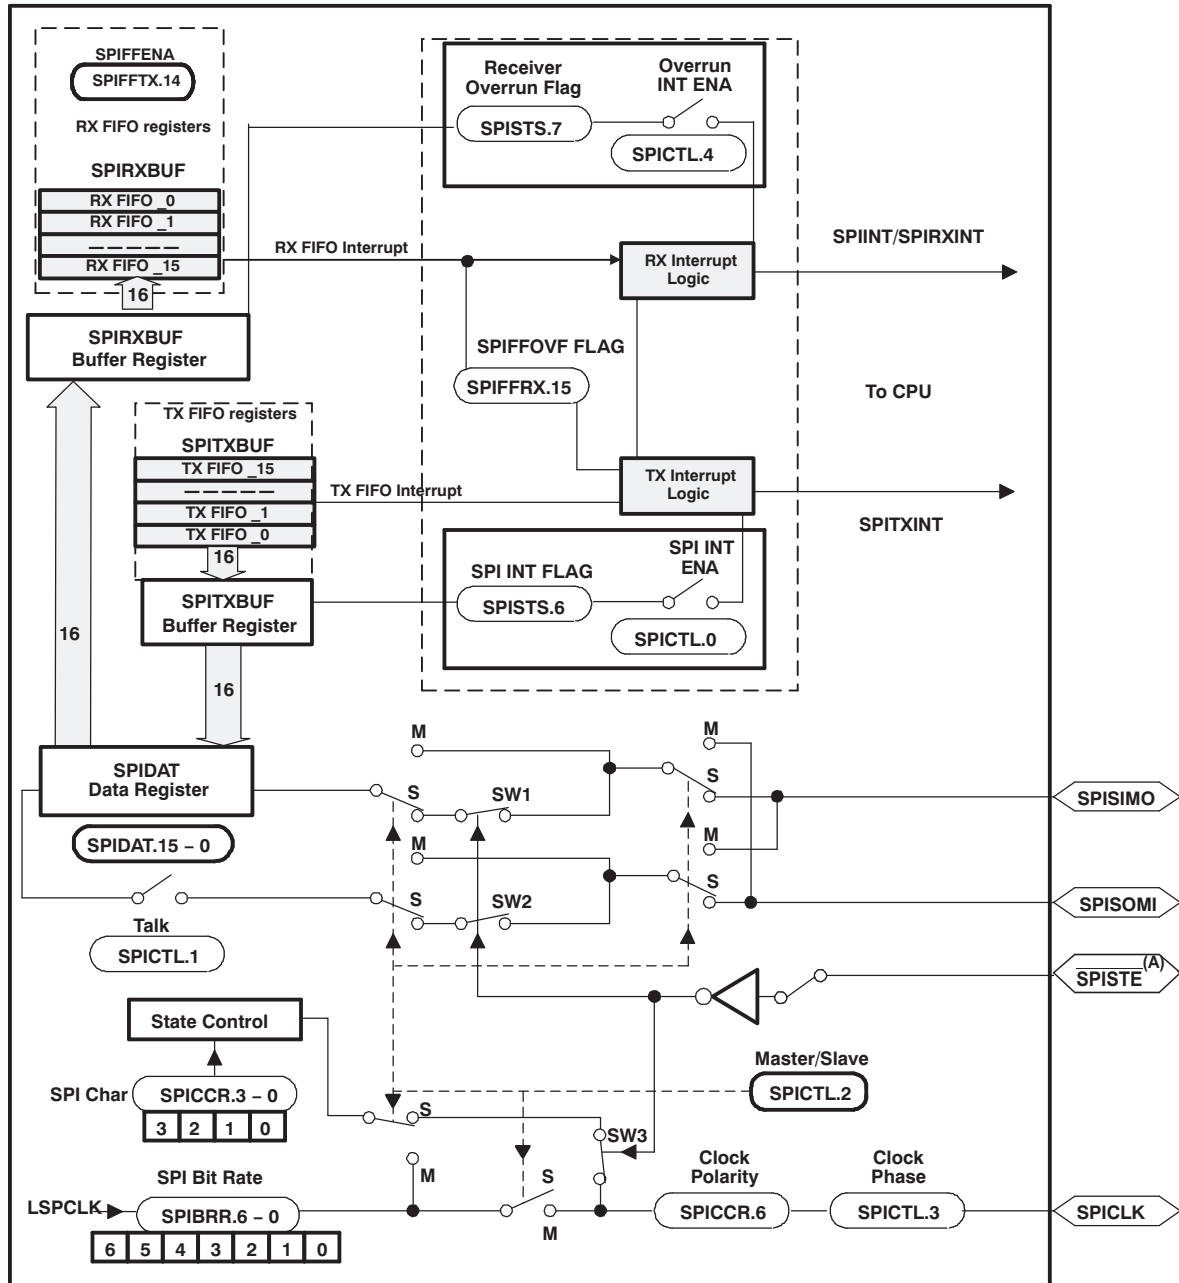 SPIFFENA
SPIFFTX.14
RX FIFO registers
SPIRXBUF
RX FIFO _0
RX FIFO _1
— — — — —
RX FIFO _15
16
SPIRXBUF
Buffer Register
Receiver
Overrun Flag
SPISTS.7
Overrun
INT ENA
SPICTL.4
RX FIFO Interrupt
RX Interrupt
Logic
SPIINT/SPIRXINT
SPIFFOVF FLAG
SPIFFRX.15
To CPU
TX FIFO registers
SPITXBUF
TX FIFO _15
— — — — —
TX FIFO _1
TX FIFO _0
16
TX FIFO Interrupt
TX Interrupt
Logic
SPITXINT
SPITXBUF
Buffer Register
16
16
SPI INT FLAG
SPISTS.6
SPI INT
ENA
SPICTL.0
SPIDAT
Data Register
SPIDAT.15 – 0
M
S
SW1
M
S
SPISIMO
M
S
SW2
M
S
SPISOMI
Talk
SPICTL.1
SPISTE (A)
State Control
SPI Char
SPICCR.3 – 0
3 2 1 0
Master/Slave
SPICTL.2
S
M
SW3
SPI Bit Rate
LSPCLK
SPIBRR.6 – 0
6 5 4 3 2 1 0
S
M
Clock
Polarity
SPICCR.6
Clock
Phase
SPICTL.3
SPICLK